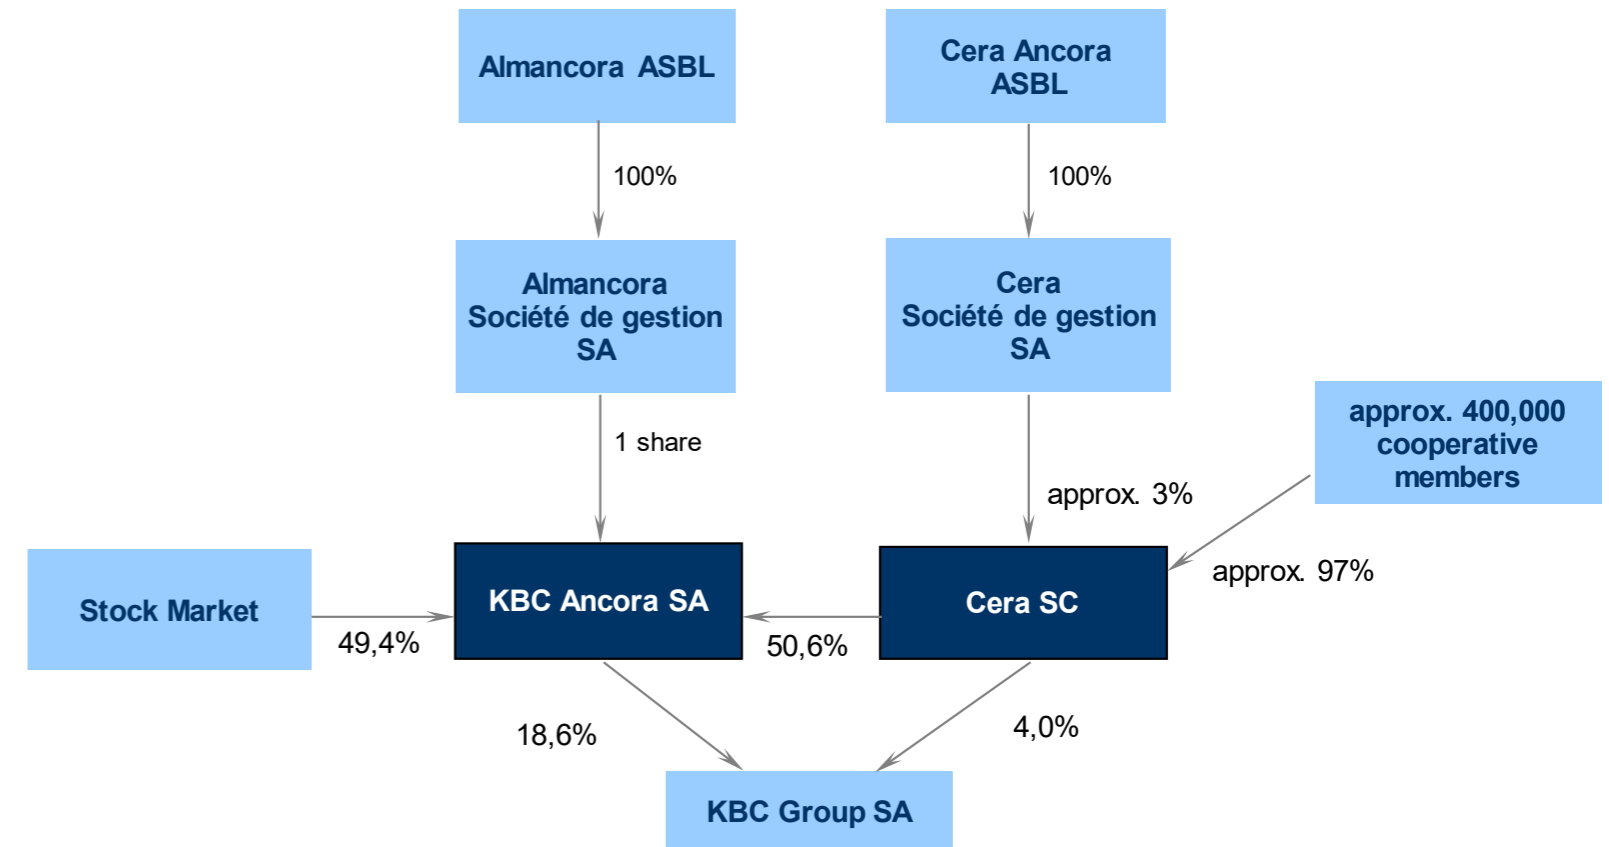 Almancora ASBL
Cera Ancora
ASBL
100%
100%
Almancora
Société de gestion
SA
Cera
Société de gestion
SA
approx. 400,000
cooperative
members
1 share
approx. 3%
approx. 97%
Stock Market
49,4%
KBC Ancora SA
50,6%
Cera SC
18,6%
4,0%
KBC Group SA